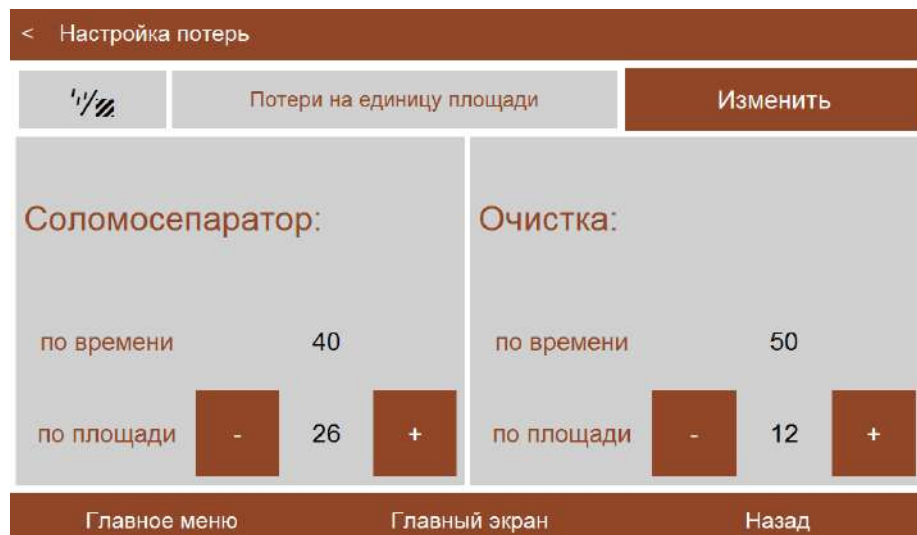 < Настройка потерь
Потери на единицу площади
Изменить
Соломосепаратор:
по времени 40
по площади - 26 +
Очистка:
по времени 50
по площади - 12 +
Главное меню
Главный экран
Назад